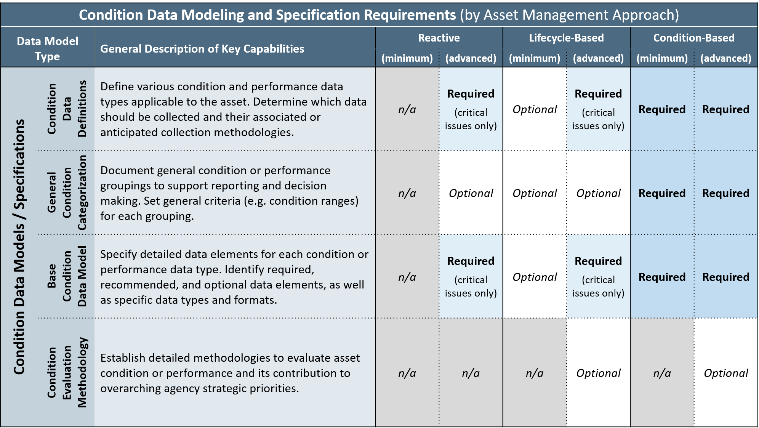 Condition Data Modeling and Specification Requirements (by Asset Management Approach)
Data Model
Type
General Description of Key Capabilities
Reactive
Lifecycle-Based
Condition-Based
(minimum)
(advanced)
(minimum)
(advanced)
(minimum)
(advanced)
Condition Data Models / Specifications
Condition
Data
Definitions
Define various condition and performance data
types applicable to the asset. Determine which data
should be collected and their associated or
anticipated collection methodologies.
n/a
Required
(critical
issues only)
Optional
Required
(critical
issues only)
Required
Required
General
Condition
Categorization
Document general condition or performance
groupings to support reporting and decision
making. Set general criteria (e.g. condition ranges)
for each grouping.
n/a
Optional
Optional
Optional
Required
Required
Base
Condition
Data Model
Specify detailed data elements for each condition or
performance data type. Identify required,
recommended, and optional data elements, as well
as specific data types and formats.
n/a
Required
(critical
issues only)
Optional
Required
(critical
issues only)
Required
Required
Condition
Evaluation
Methodology
Establish detailed methodologies to evaluate asset
condition or performance and its contribution to
overarching agency strategic priorities.
n/a
n/a
n/a
Optional
n/a
Optional